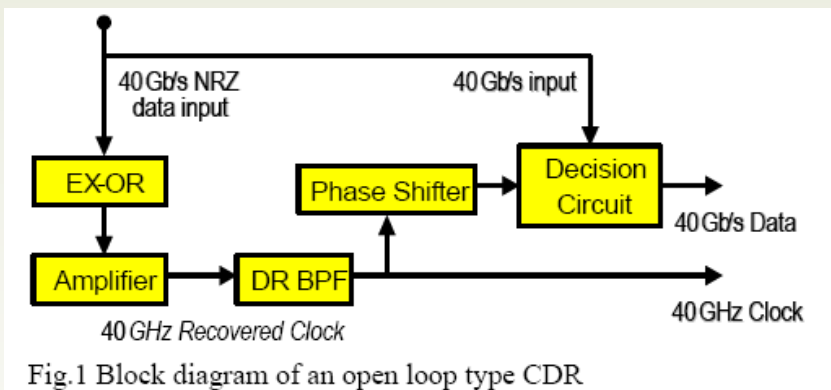 40 Gb/s NRZ
data input
40 Gb/s input
EX-OR
Phase Shifter
Decision
Circuit
40 Gb/s Data
Amplifier
DR BPF
40 GHz Recovered Clock
40 GHz Clock
Fig.1 Block diagram of an open loop type CDR